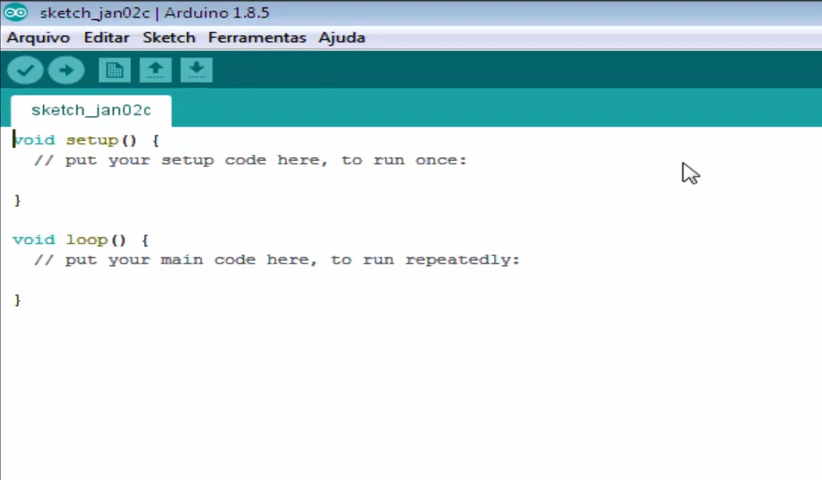 sketch_jan02c | Arduino 1.8.5
Arquivo Editar Sketch Ferramentas Ajuda
sketch_jan02c
void setup() {
  // put your setup code here, to run once:
}
void loop() {
  // put your main code here, to run repeatedly:
}